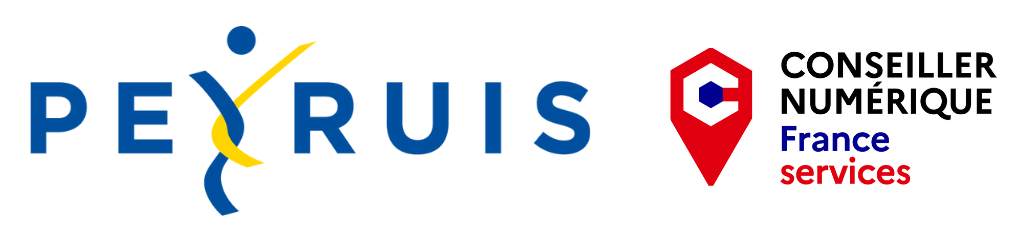 PEYRUIS
CONSEILLER
NUMÉRIQUE
France
services